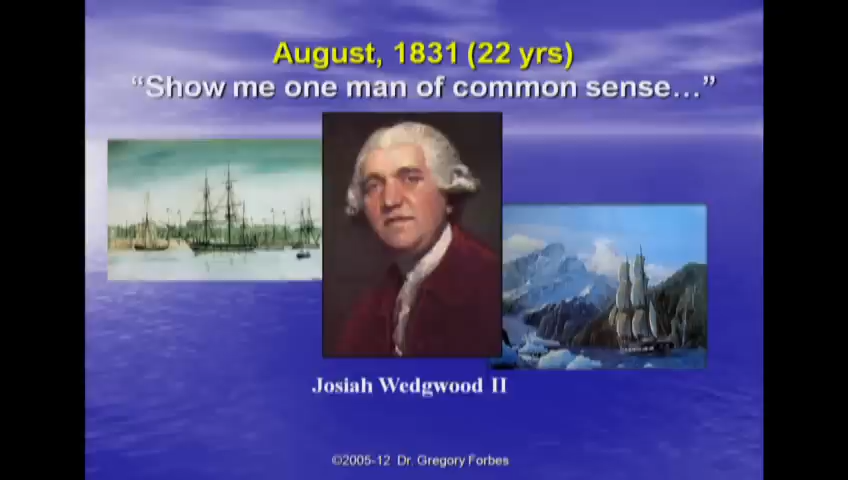 August, 1831 (22 yrs)
“Show me one man of common sense…”
Josiah Wedgwood II
©2005-12 Dr. Gregory Forbes